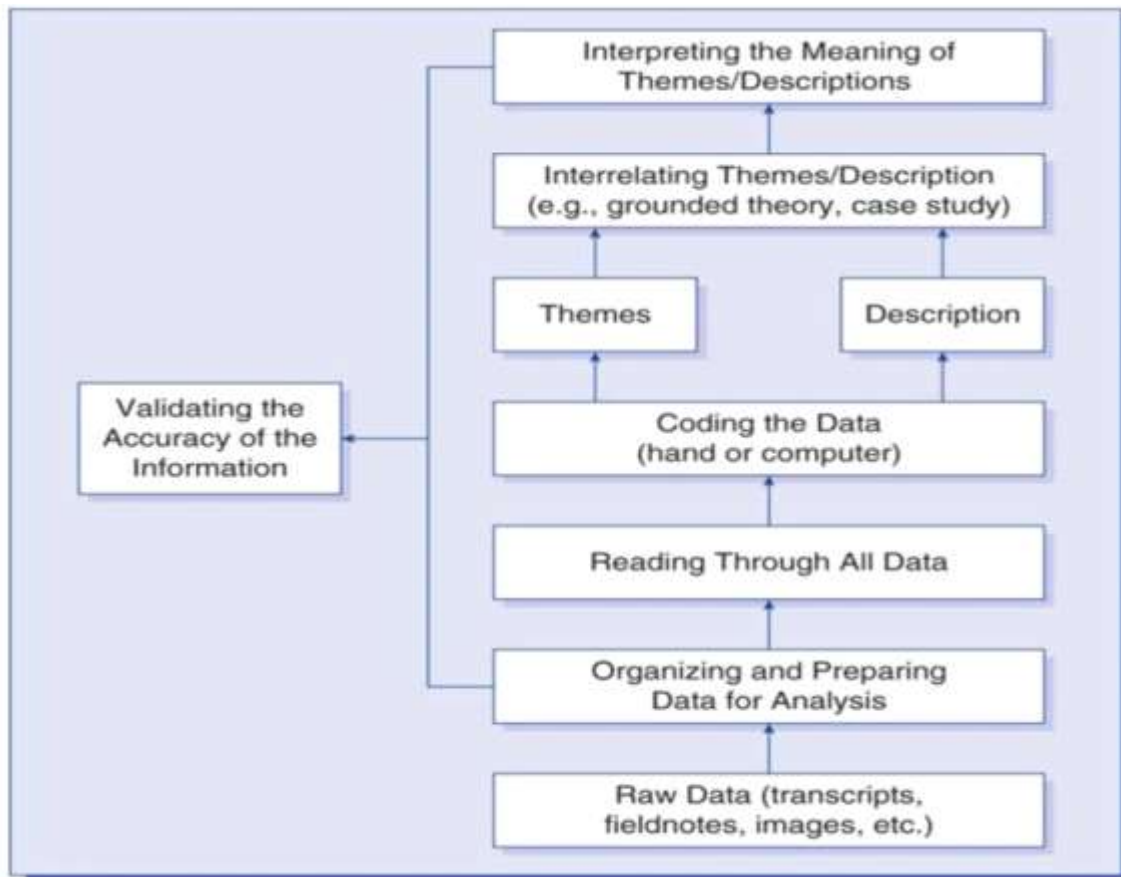 Interpreting the Meaning of
Themes/Descriptions
Interrelating Themes/Description
(e.g., grounded theory, case study)
Themes
Description
Validating the
Accuracy of the
Information
Coding the Data
(hand or computer)
Reading Through All Data
Organizing and Preparing
Data for Analysis
Raw Data (transcripts,
fieldnotes, images, etc.)